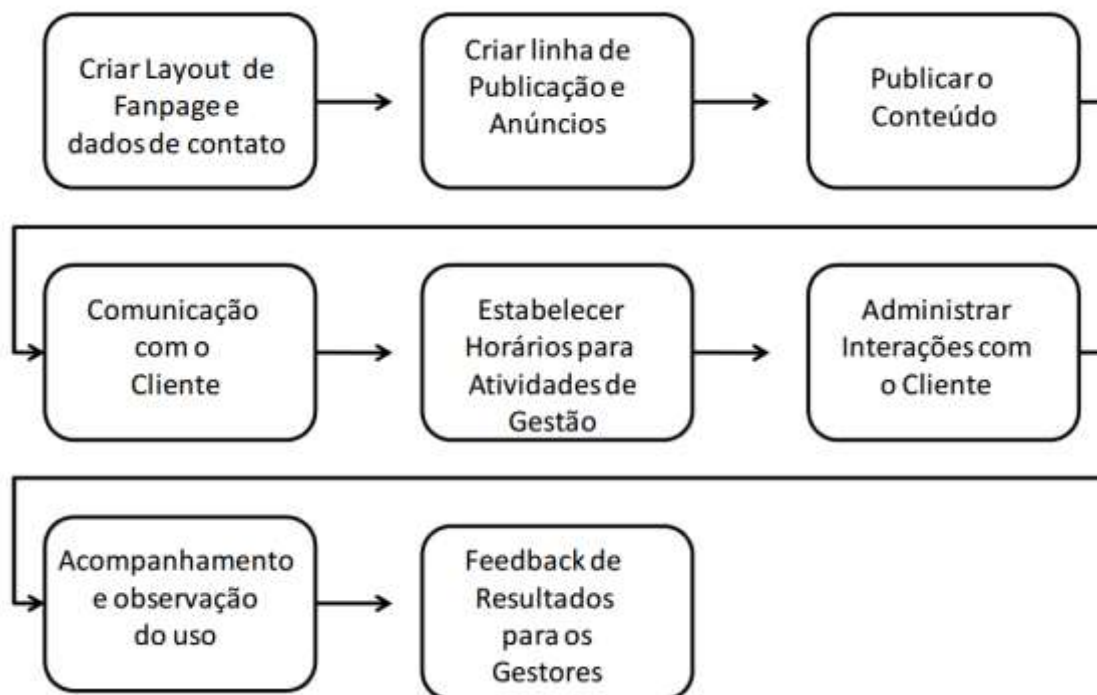 Criar Layout de
Fanpage e
dados de contato
Criar linha de
Publicação e
Anúncios
Publicar o
Conteúdo
Comunicação
com o
Cliente
Estabelecer
Horários para
Atividades de
Gestão
Administrar
Interações com
o Cliente
Acompanhamento
e observação
do uso
Feedback de
Resultados
para os
Gestores